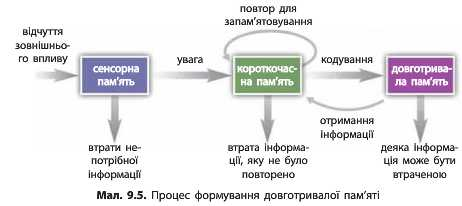 повтор для
запам'ятовування
відчуття
зовнішньо-
го впливу
сенсорна
пам'ять
увага
короткочас-
на пам'ять
кодування
довготрива-
ла пам'ять
отримання
інформації
втрати не-
потрібної
інформації
втрата інформа-
ції, яку не було
повторено
деяка інформа-
ція може бути
втраченою
Мал. 9.5. Процес формування довготривалої пам'яті